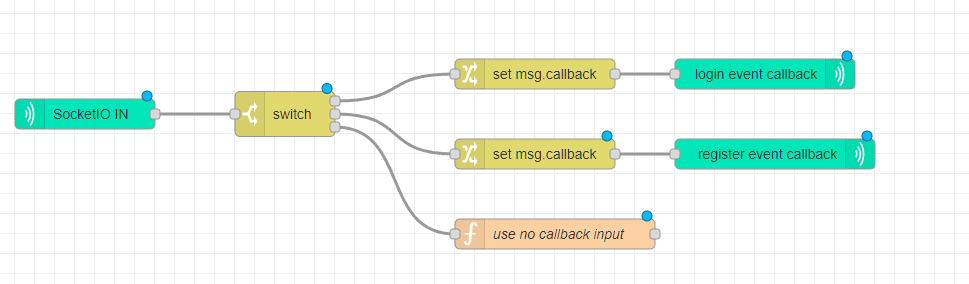 set msg.callback
login event callback
SocketIO IN
switch
set msg.callback
register event callback
use no callback input